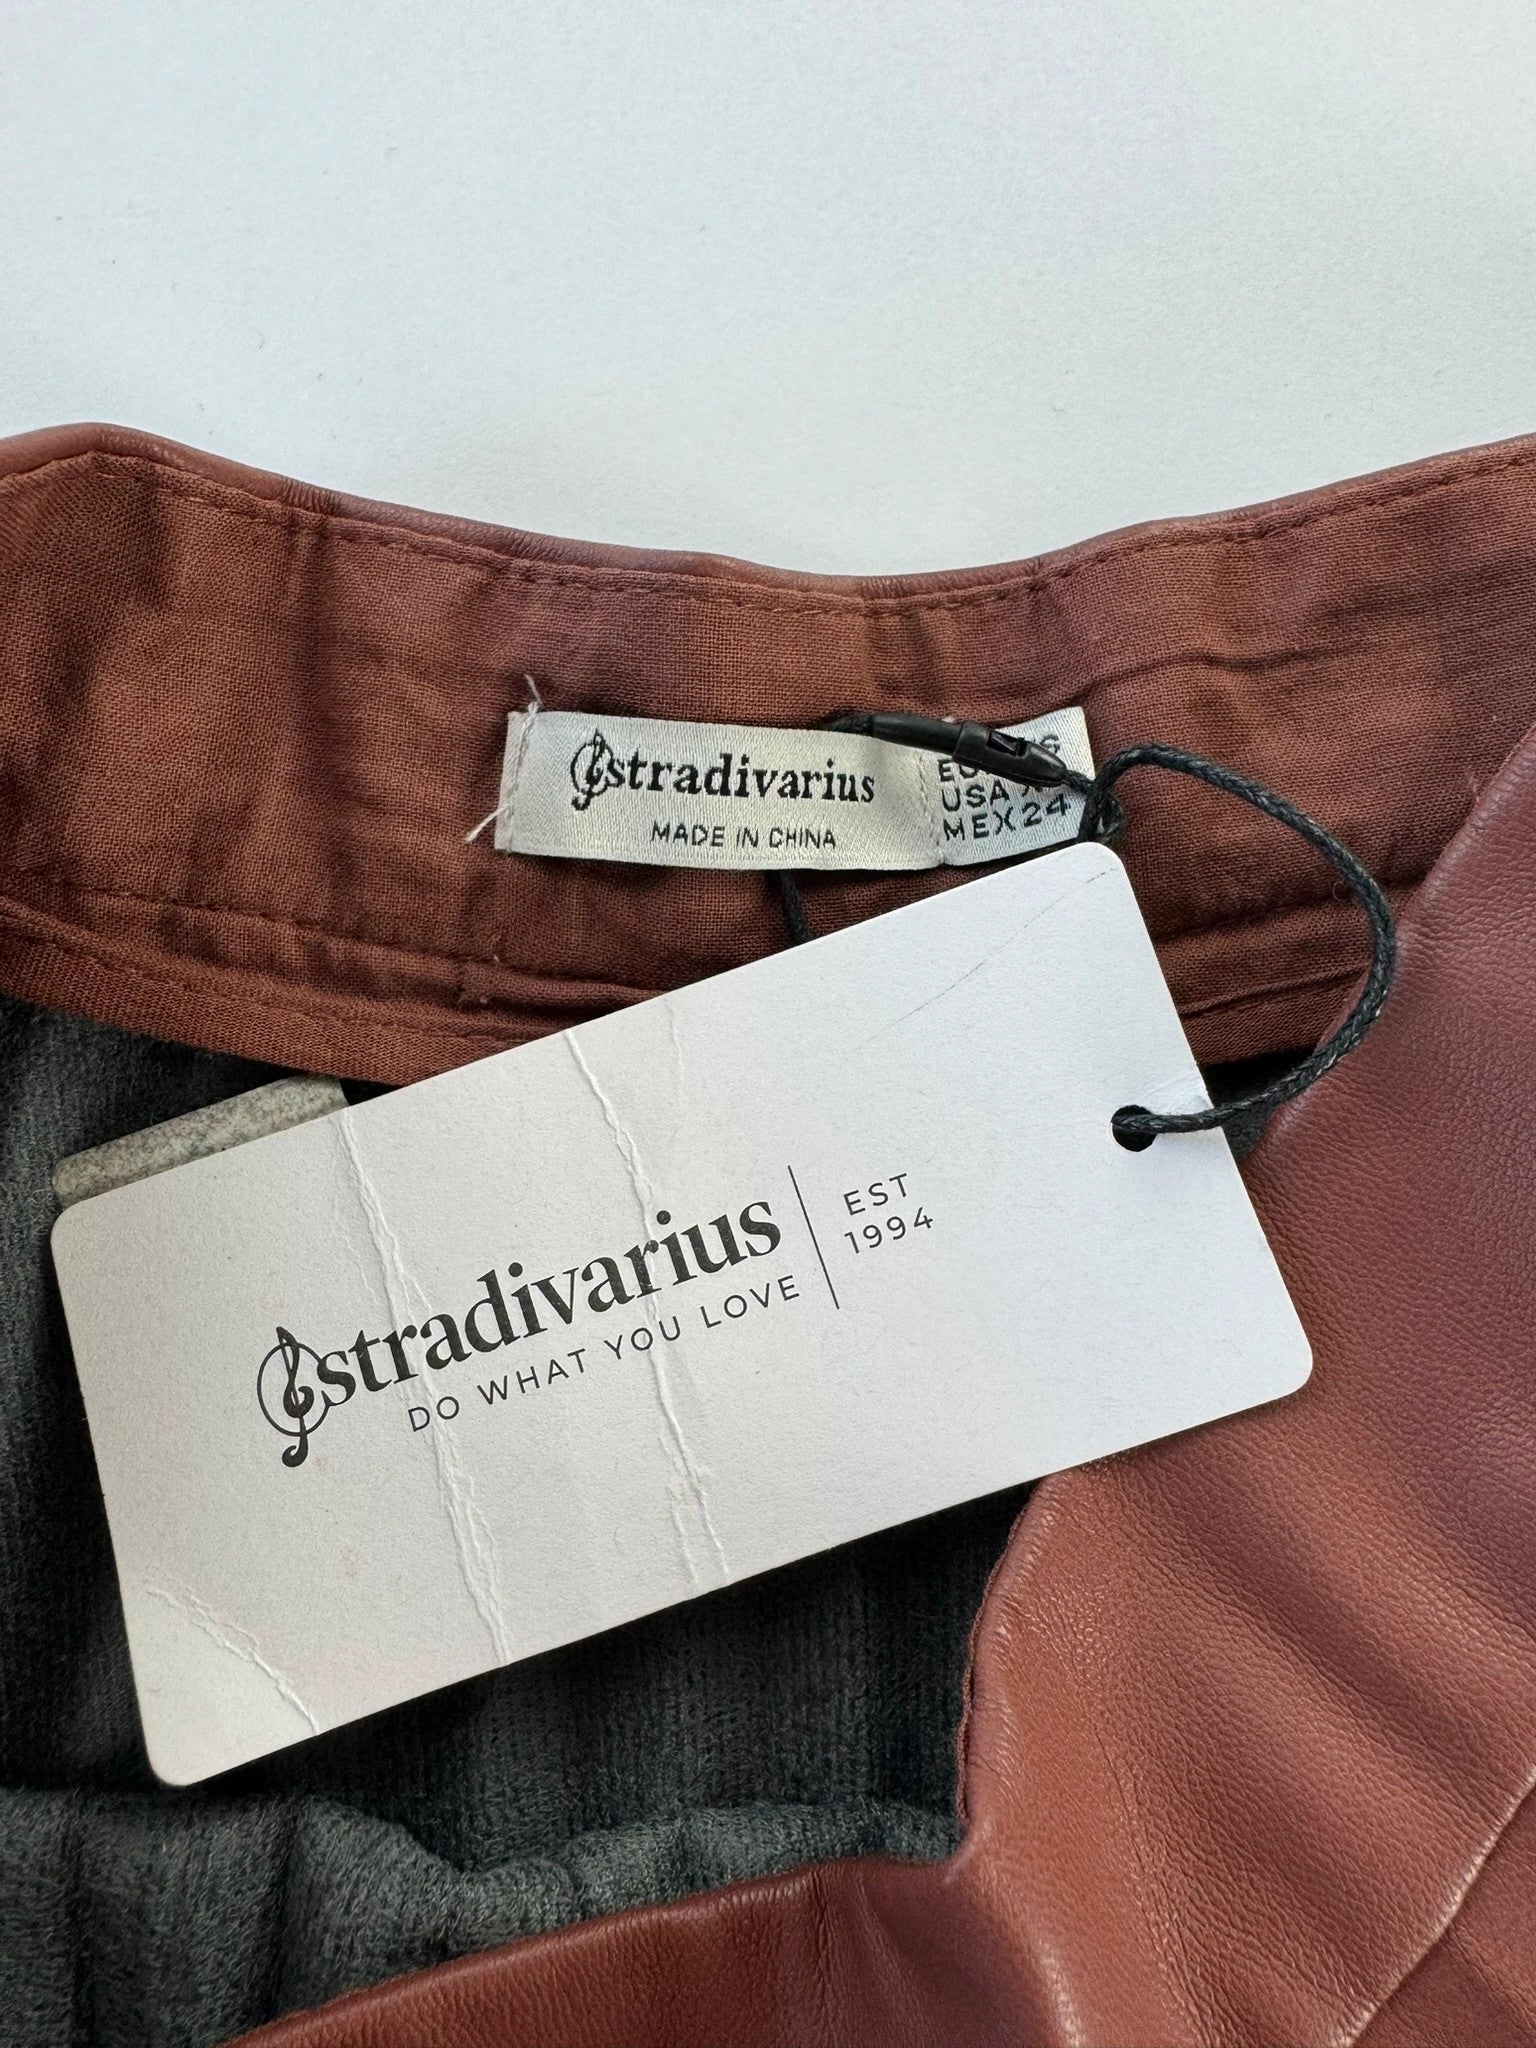 stradivarius
MADE IN CHINA
USA
MEX 24
stradivarius
DO WHAT YOU LOVE
EST
1994